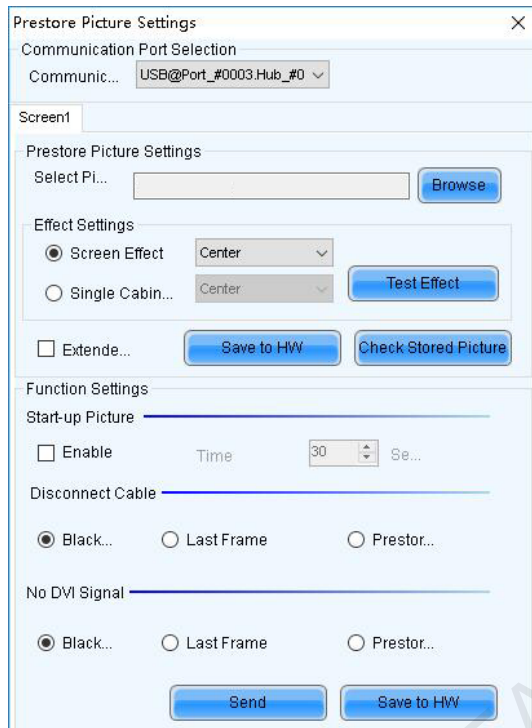 Prestore Picture Settings
Communication Port Selection
Communic... USB@Port_#0003.Hub_#0
Screen1
Prestore Picture Settings
Select Pi... Browse
Effect Settings
Screen Effect Center
Single Cabin... Center Test Effect
Extende... Save to HW Check Stored Picture
Function Settings
Start-up Picture
Enable Time 30 Se...
Disconnect Cable
Black... Last Frame Prestor...
No DVI Signal
Black... Last Frame Prestor...
Send Save to HW